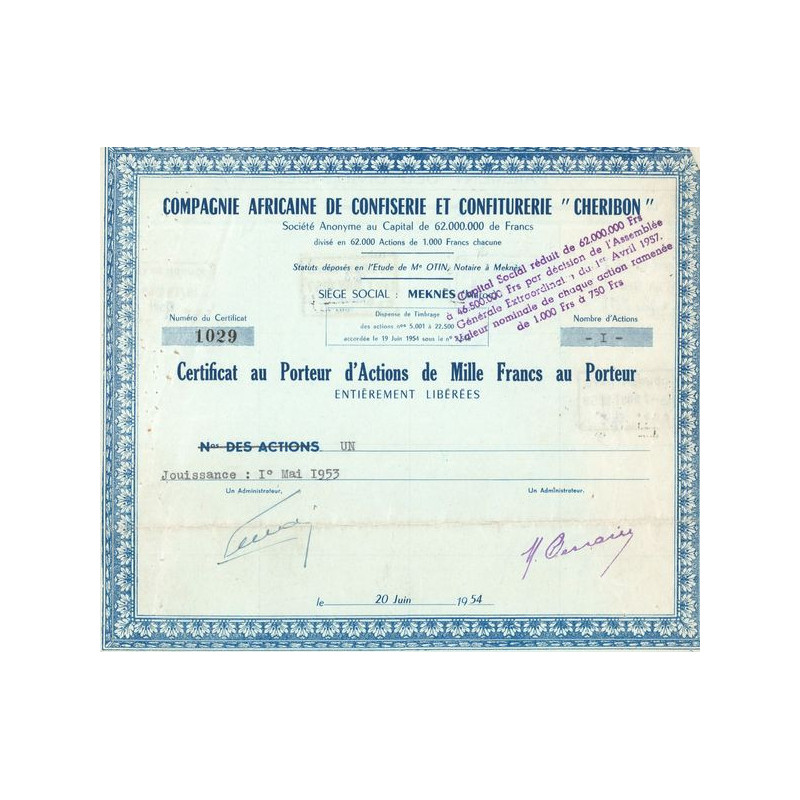 COMPAGNIE AFRICAINE DE CONFISERIE ET CONFITURERIE "CHERIBON"
Société Anonyme au Capital de 62.000.000 de Francs
divisé en 62.000 Actions de 1.000 Francs chacune
Statuts déposés en l'Etude de Me OTIN, Notaire à Meknès
SIÈGE SOCIAL : MEKNÈS
Capital Social réduit de 62.000.000 Frs
à 46.500.000 Frs par décision de l'Assemblée
Générale Extraordinaire du 1er Avril 1957.
Valeur nominale de chaque action ramenée
de 1.000 Frs à 750 Frs
Numéro du Certificat
1029
Dispense de l'imbrage
des actions nos 5.001 à 22.500
accordée le 19 Juin 1954 sous le n°
Nombre d'Actions
-I-
Certificat au Porteur d'Actions de Mille Francs au Porteur
ENTIÈREMENT LIBÉRÉES
Nos DES ACTIONS UN
Jouissance : I° Mai I953
Un Administrateur, Un Administrateur,
le 20 Juin 1954